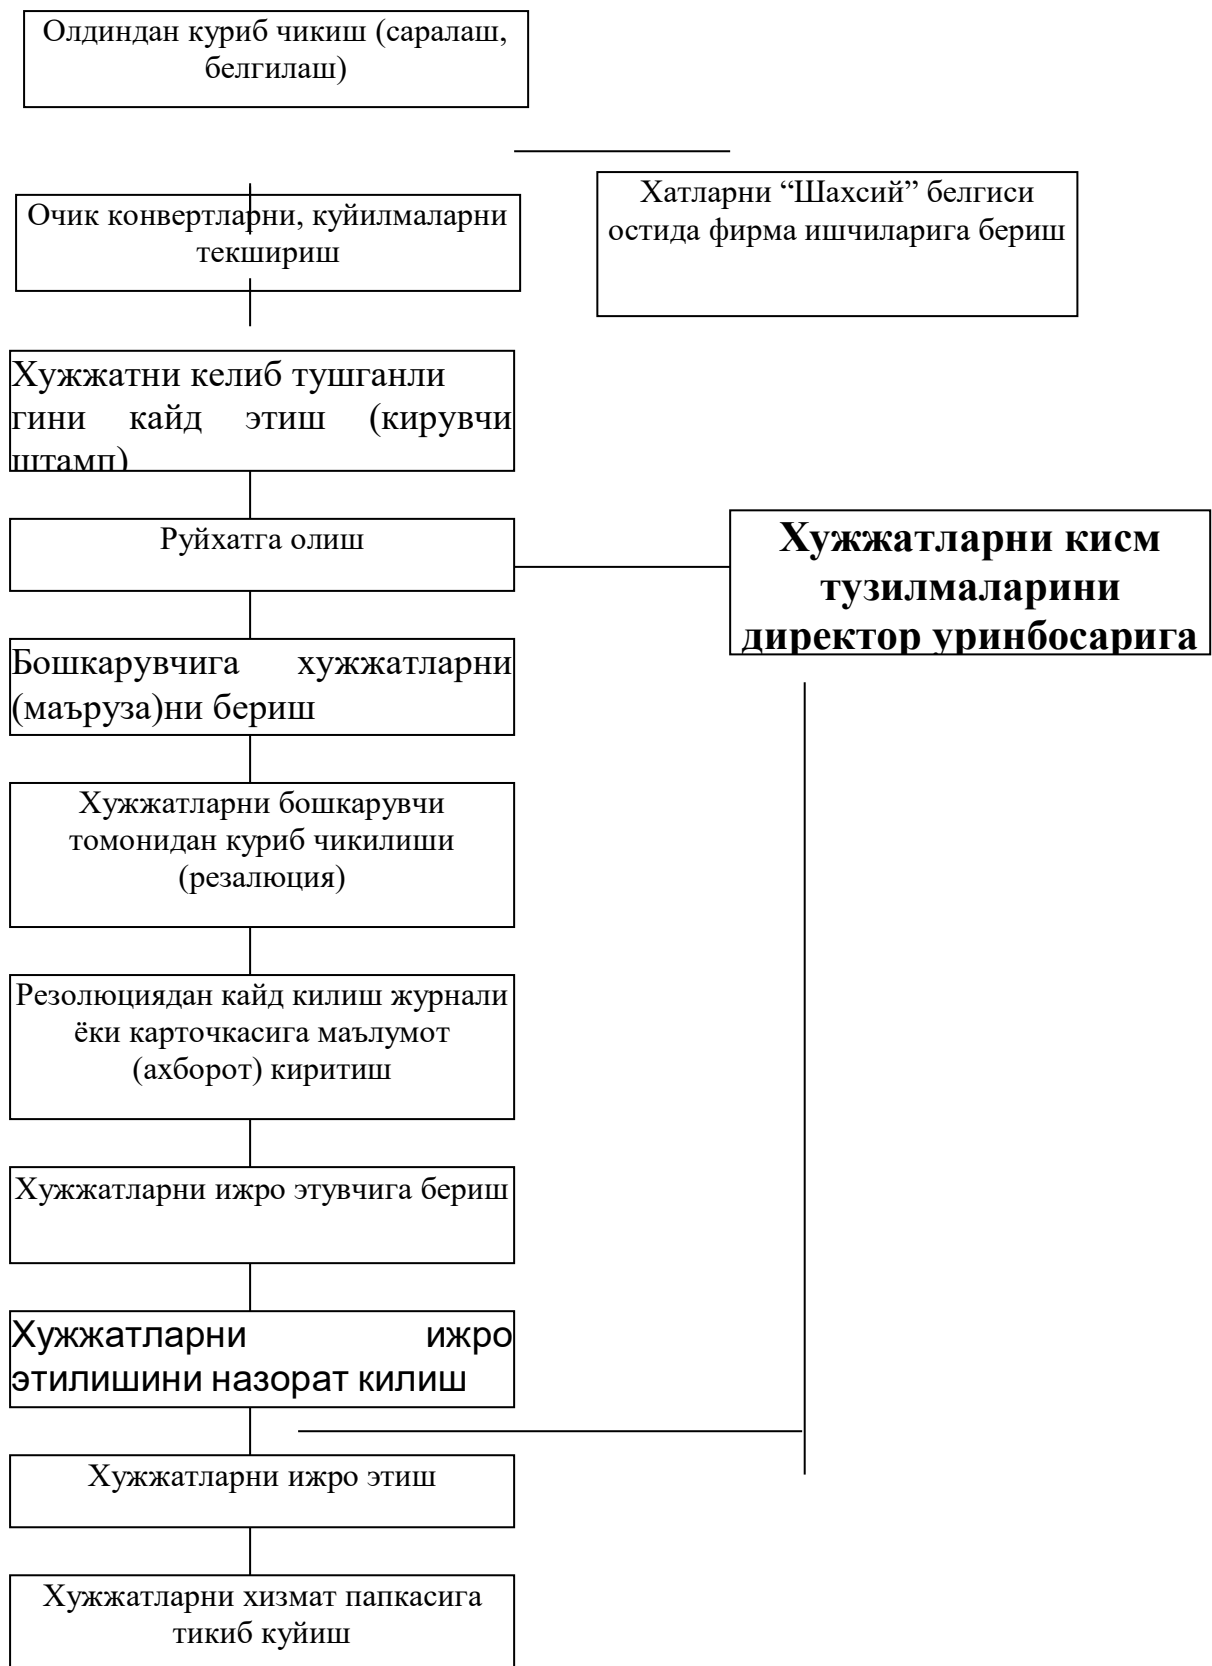 Олдиндан куриб чикиш (саралаш,
белгилаш)
Очик конвертларни, куйилмаларни
текшириш
Хатларни “Шахсий” белгиси
остида фирма ишчиларига бериш
Хужжатни келиб тушганли
гини кайд этиш (кирувчи
штамп)
Руйхатга олиш
Хужжатларни кисм
тузилмаларини
директор уринбосарига
Бошкарувчига хужжатларни
(маъруза)ни бериш
Хужжатларни бошкарувчи
томонидан куриб чикилиши
(резалюция)
Резолюциядан кайд килиш журнали
ёки карточкасига маълумот
(ахборот) киритиш
Хужжатларни ижро этувчига бериш
Хужжатларни ижро
этилишини назорат килиш
Хужжатларни ижро этиш
Хужжатларни хизмат папкасига
тикиб куйиш